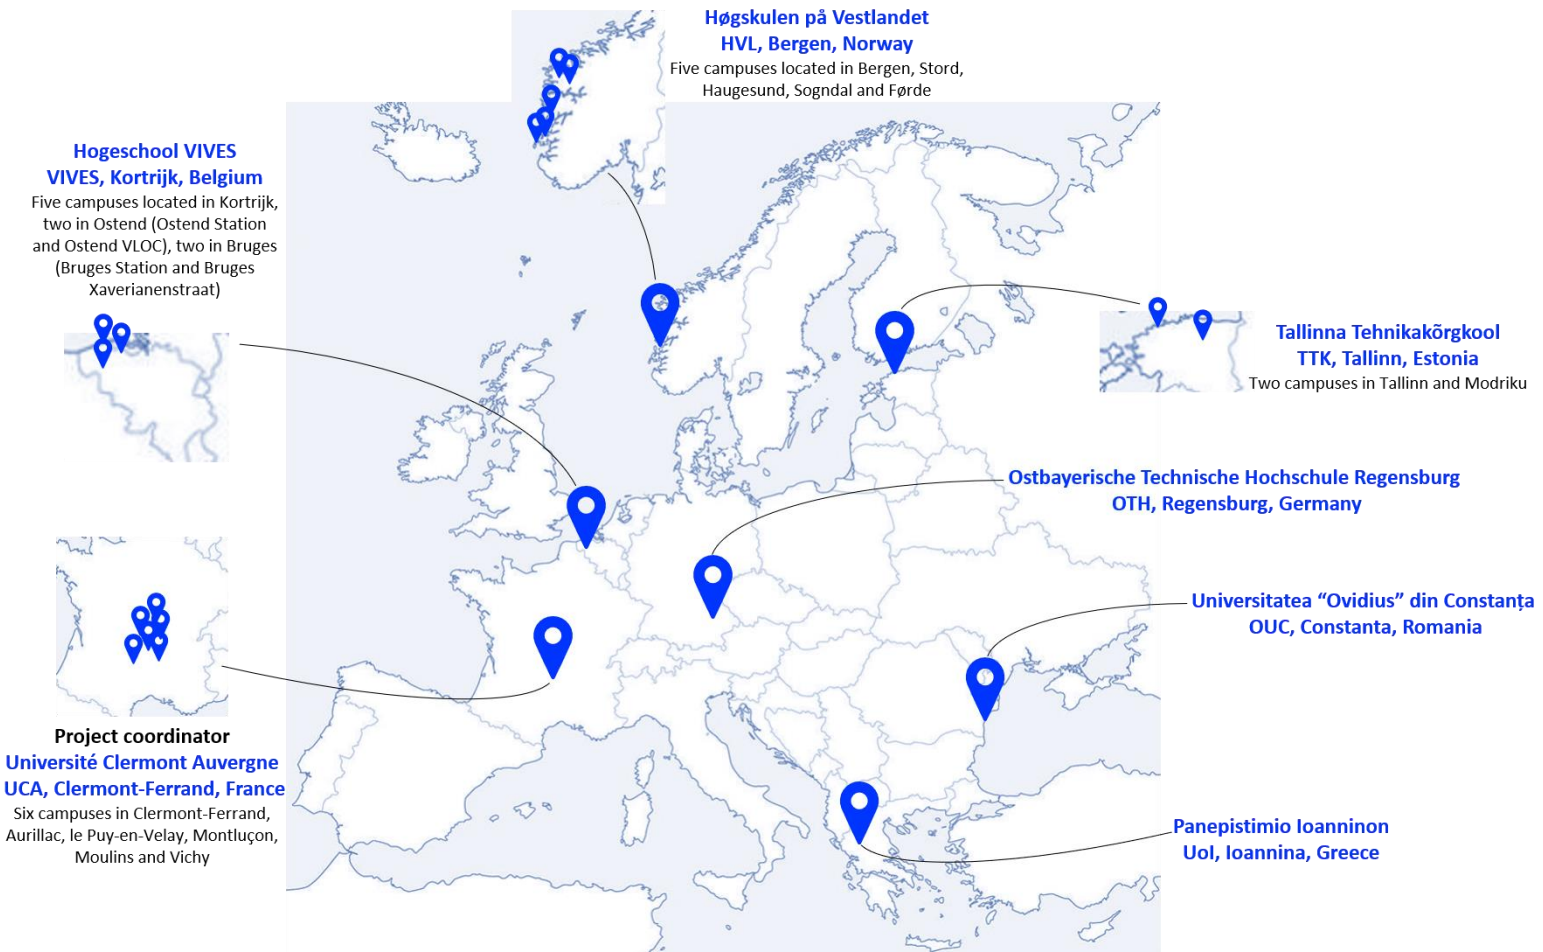 Høgskulen på Vestlandet
HVL, Bergen, Norway
Five campuses located in Bergen, Stord,
Haugesund, Sogndal and Førde
Hogeschool VIVES
VIVES, Kortrijk, Belgium
Five campuses located in Kortrijk,
two in Ostend (Ostend Station
and Ostend VLOC), two in Bruges
(Bruges Station and Bruges
Xaverianenstraat)
Tallinna Tehnikakõrgkool
TTK, Tallinn, Estonia
Two campuses in Tallinn and Modriku
Ostbayerische Technische Hochschule Regensburg
OTH, Regensburg, Germany
Universitatea “Ovidius” din Constanța
OUC, Constanta, Romania
Project coordinator
Université Clermont Auvergne
UCA, Clermont-Ferrand, France
Six campuses in Clermont-Ferrand,
Aurillac, le Puy-en-Velay, Montluçon,
Moulins and Vichy
Panepistimio Ioanninon
UoI, Ioannina, Greece